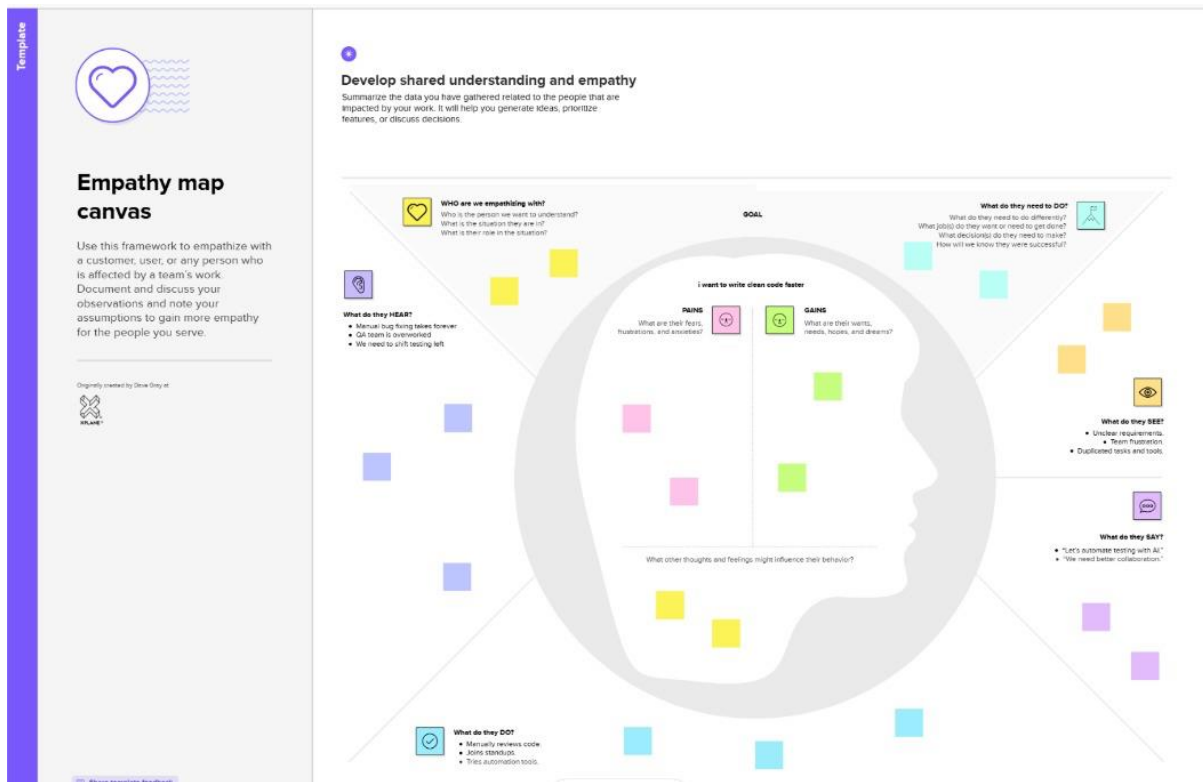 Template
Empathy map
canvas
Use this framework to empathize with
a customer, user, or any person who
is affected by a team's work.
Document and discuss your
observations and note your
assumptions to gain more empathy
for the people you serve.
Originally created by Dave Gray at
XPLANE
Share template feedback
Develop shared understanding and empathy
Summarize the data you have gathered related to the people that are
impacted by your work. It will help you generate ideas, prioritize
features, or discuss decisions.
WHO are we empathizing with?
Who is the person we want to understand?
What is the situation they are in?
What is their role in the situation?
GOAL
What do they need to DO?
What do they need to do differently?
What job(s) do they want or need to get done?
What decision(s) do they need to make?
How will we know they were successful?
What do they HEAR?
• Manual bug fixing takes forever
• QA team is overworked
• We need to shift testing left
i want to write clean code faster
PAINS
What are their fears,
frustrations, and anxieties?
GAINS
What are their wants,
needs, hopes, and dreams?
What do they SEE?
• Unclear requirements.
• Team frustration.
• Duplicated tasks and tools.
What do they SAY?
• "Let's automate testing with AI."
• "We need better collaboration."
What other thoughts and feelings might influence their behavior?
What do they DO?
• Manually reviews code.
• Joins standups.
• Tries automation tools.